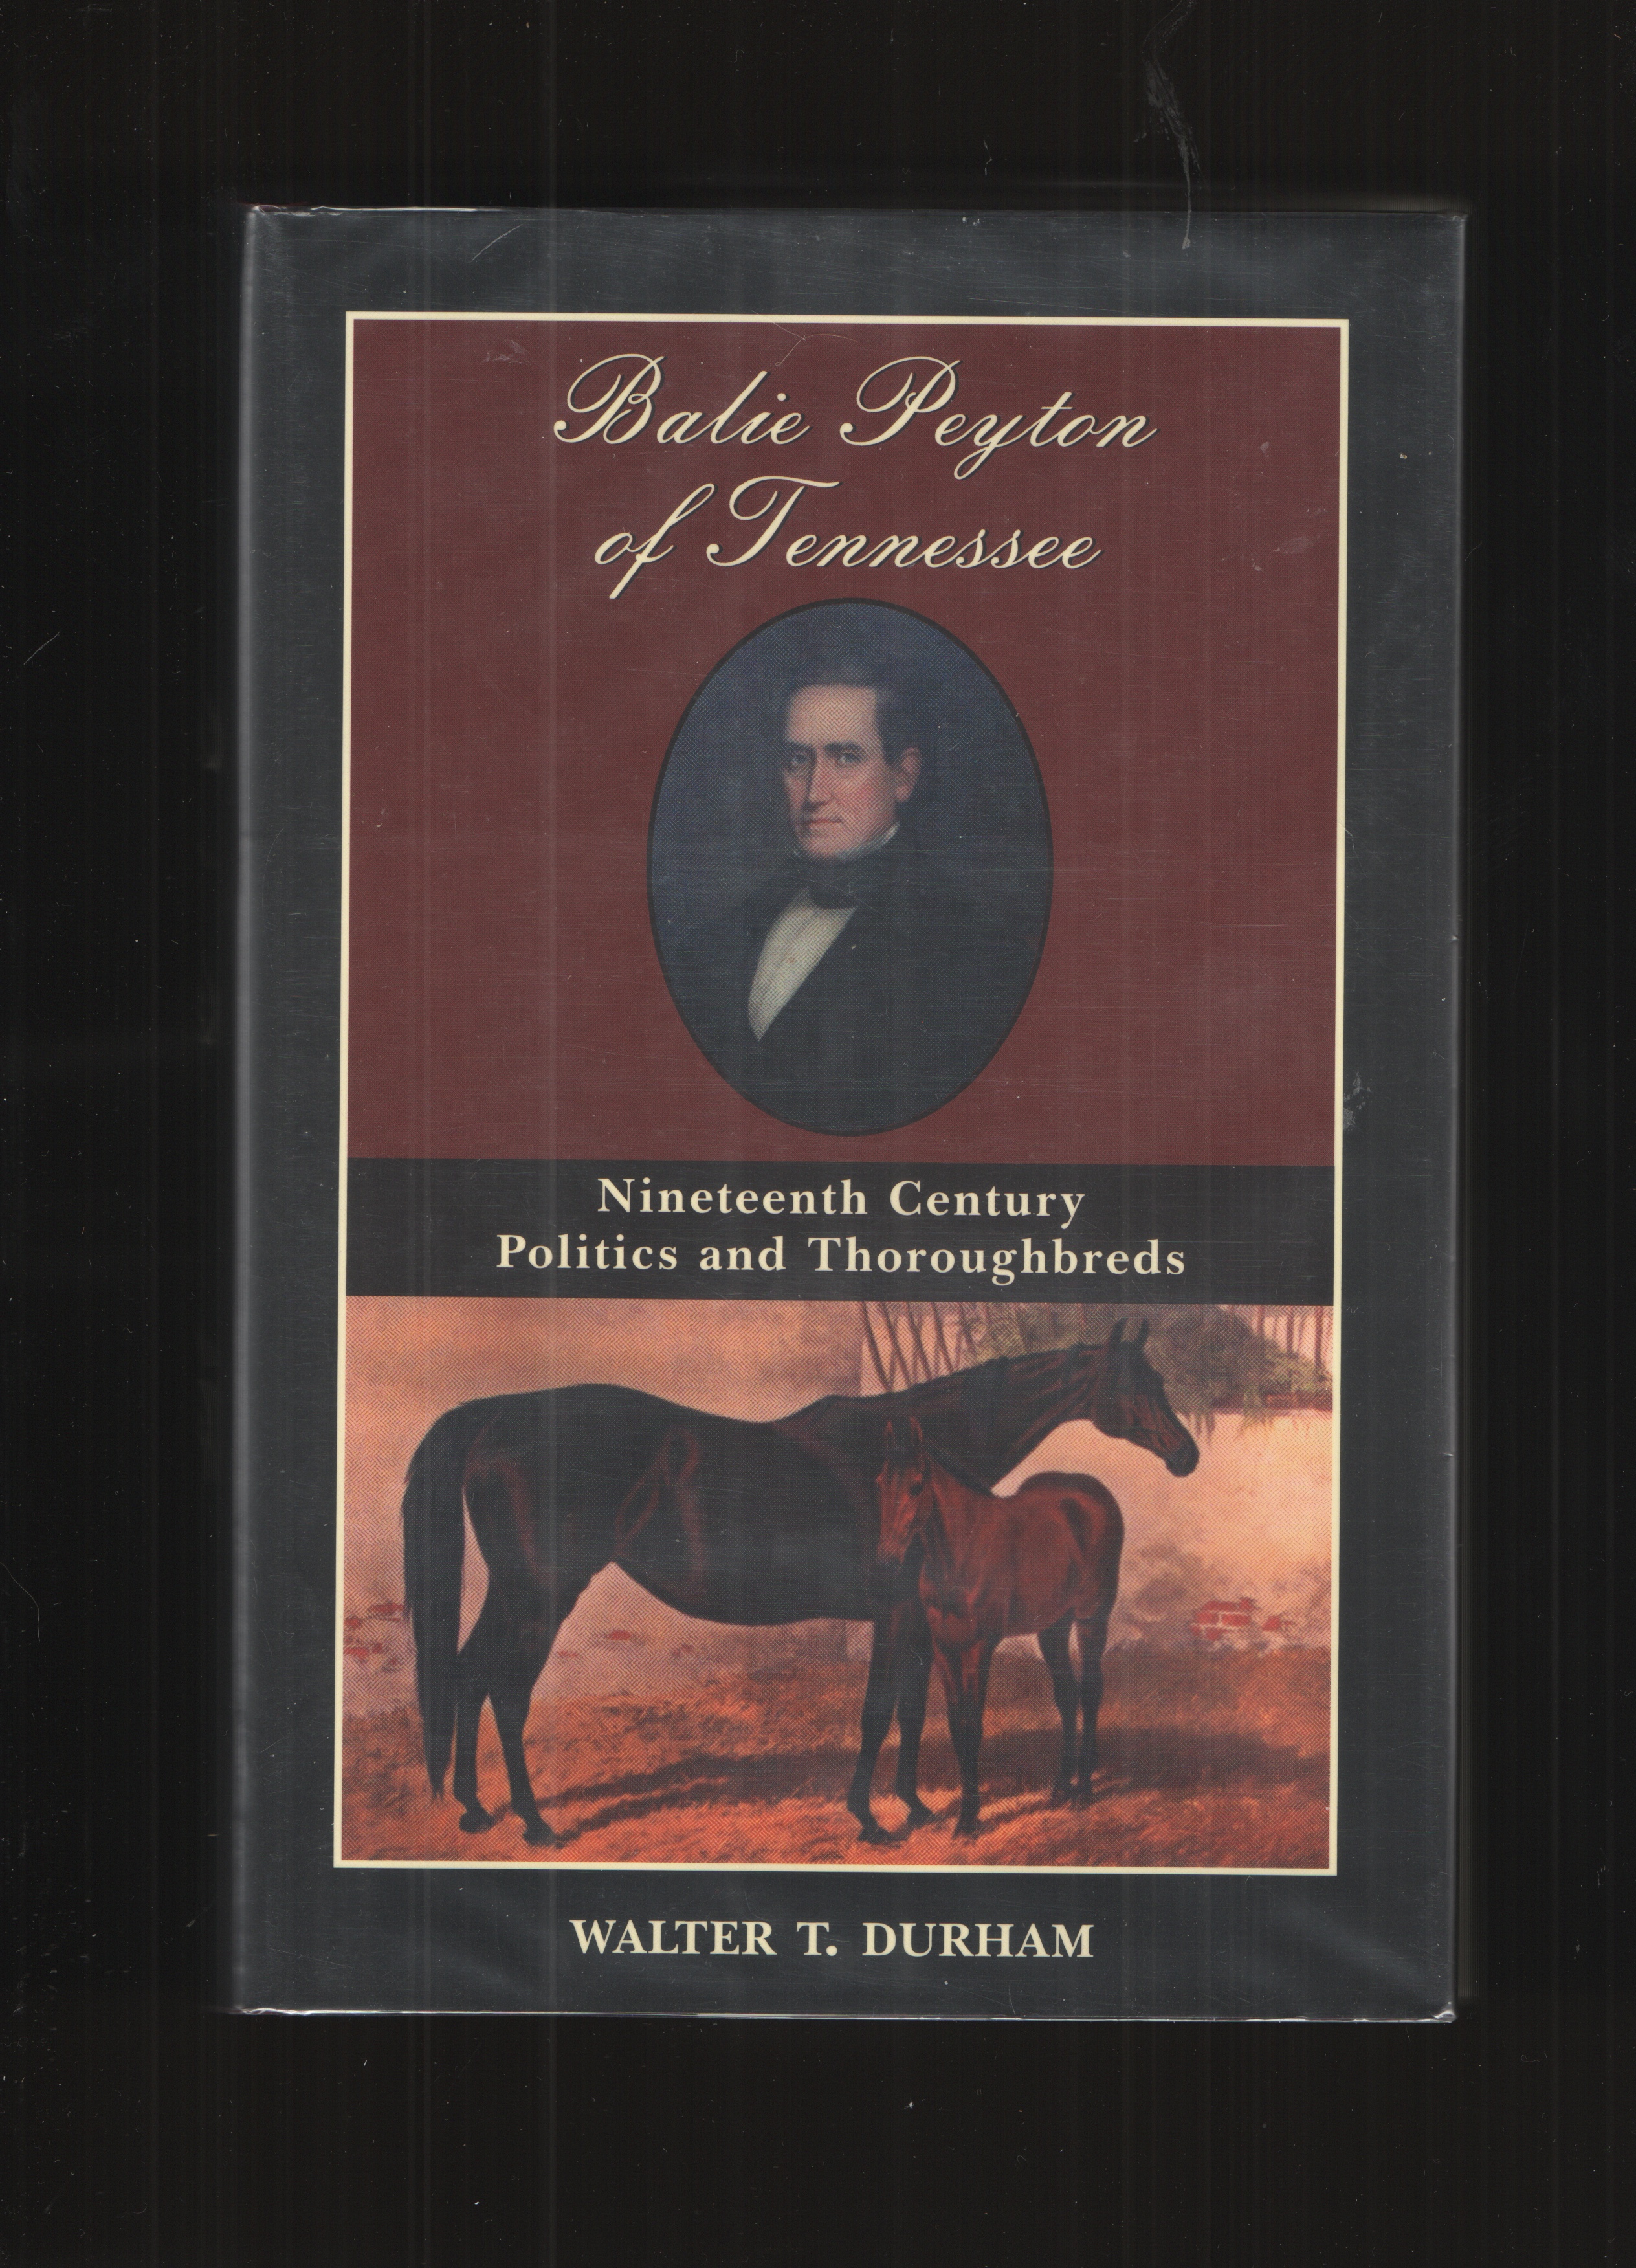 Balie Peyton
of Tennessee
Nineteenth Century
Politics and Thoroughbreds
WALTER T. DURHAM